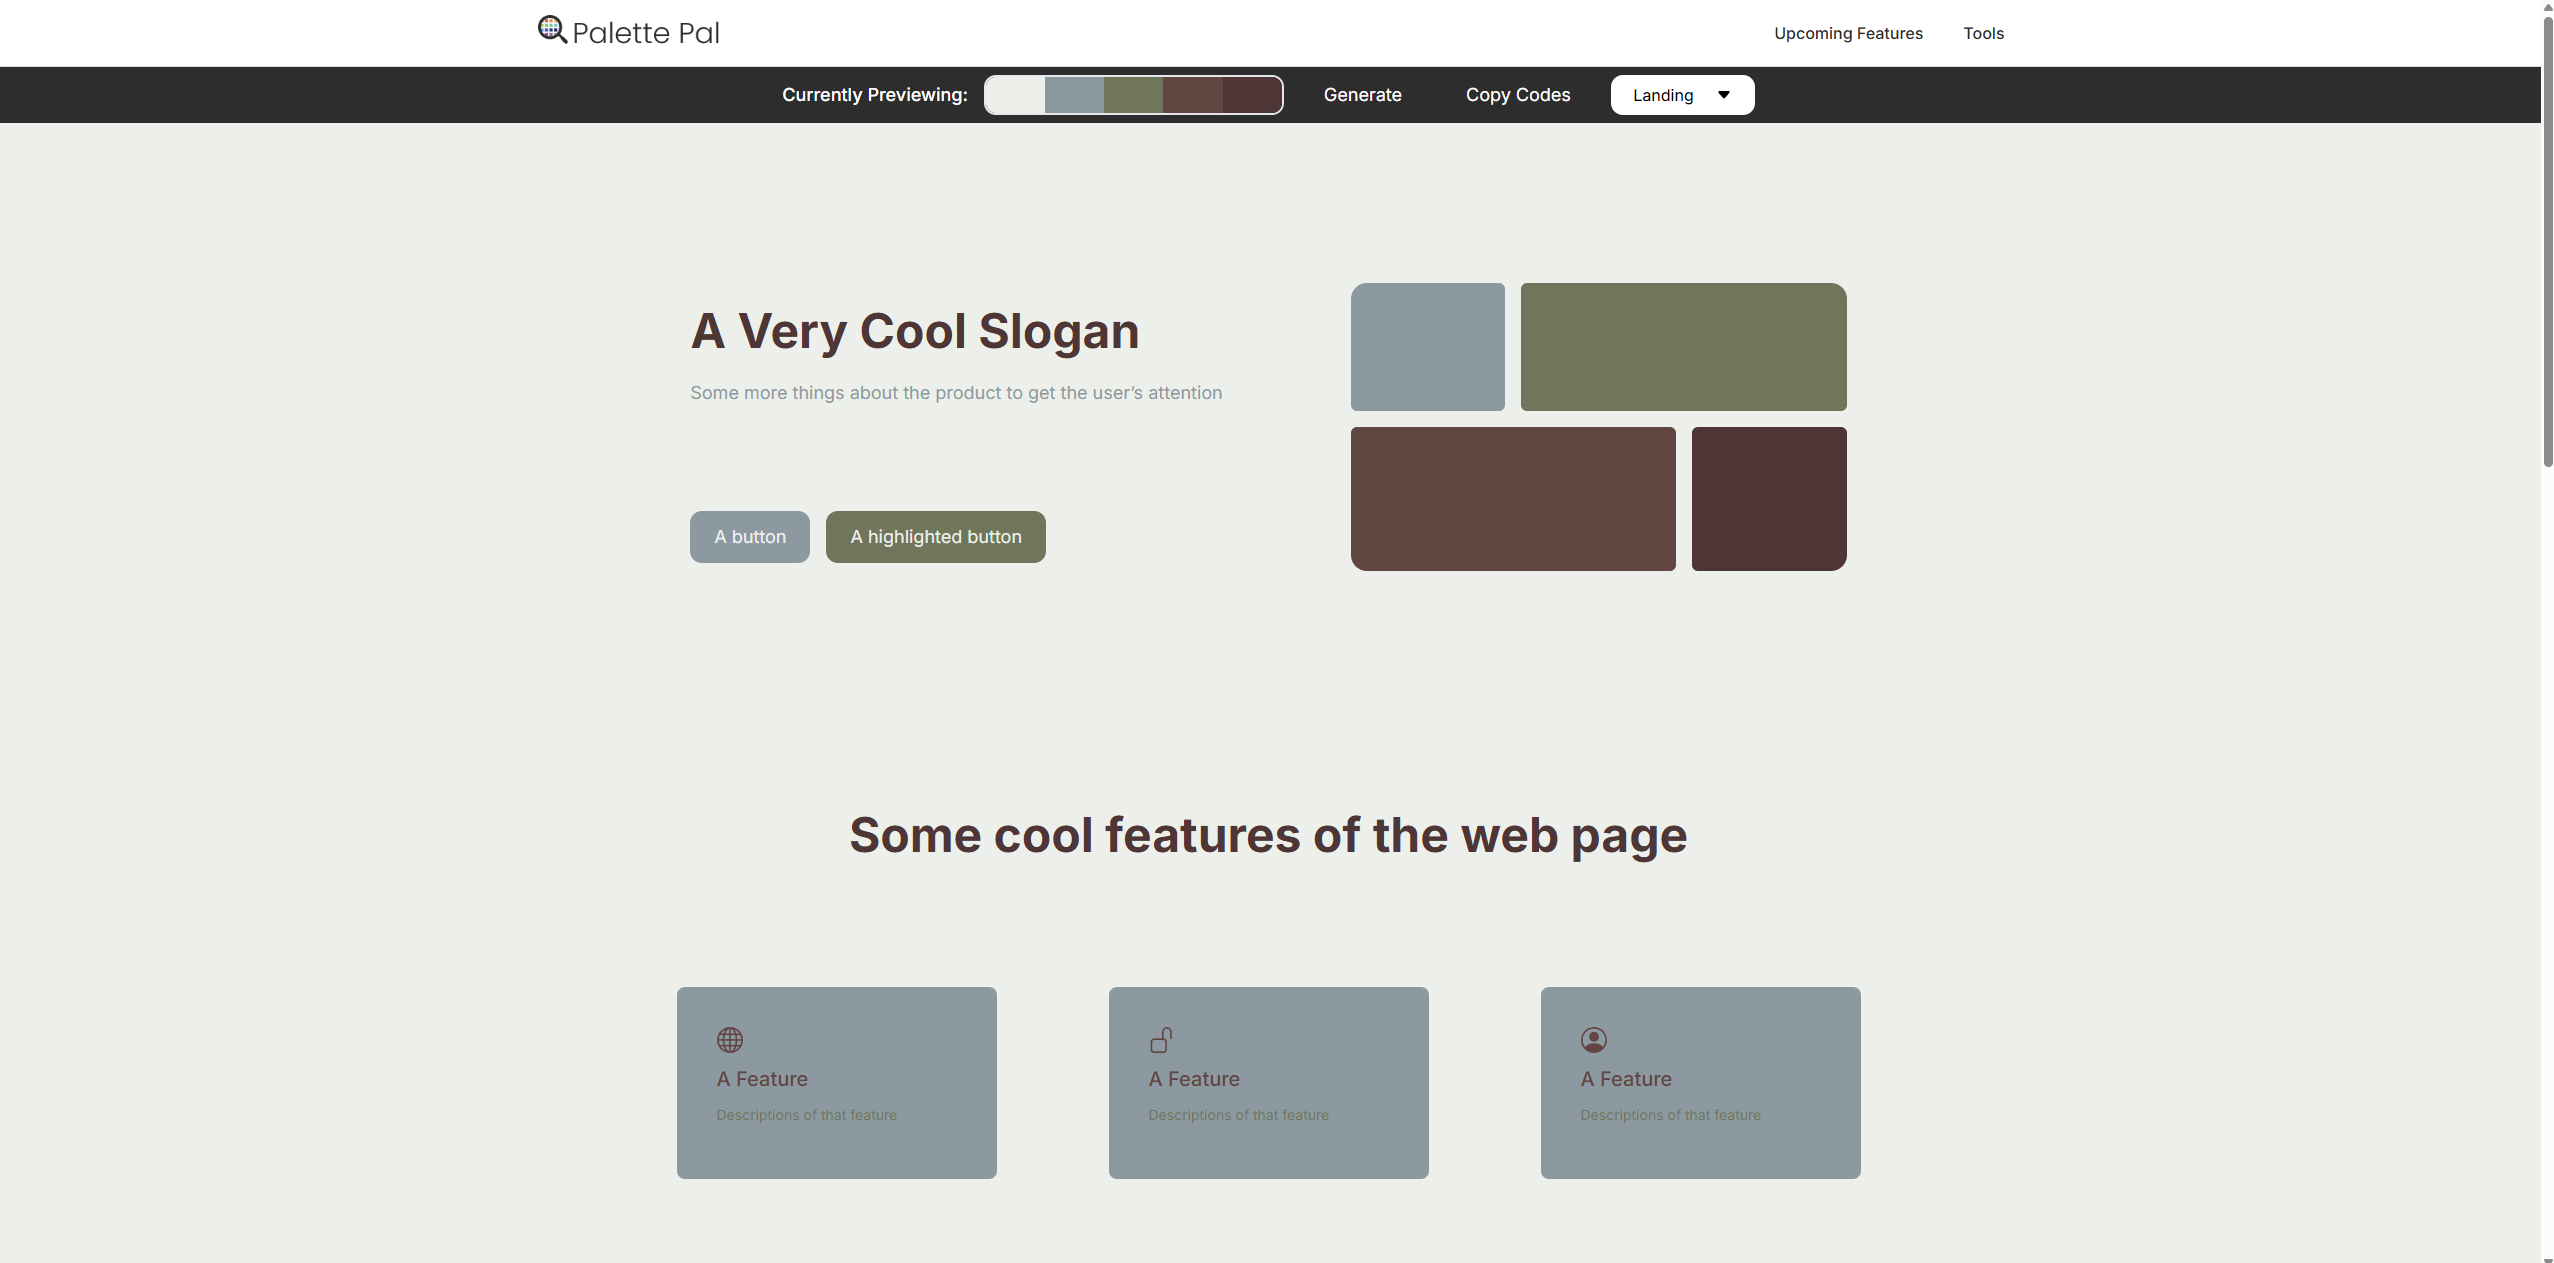 Palette Pal
Upcoming Features
Tools
Currently Previewing:
Generate
Copy Codes
Landing
A Very Cool Slogan
Some more things about the product to get the user’s attention
A button
A highlighted button
Some cool features of the web page
A Feature
Descriptions of that feature
A Feature
Descriptions of that feature
A Feature
Descriptions of that feature